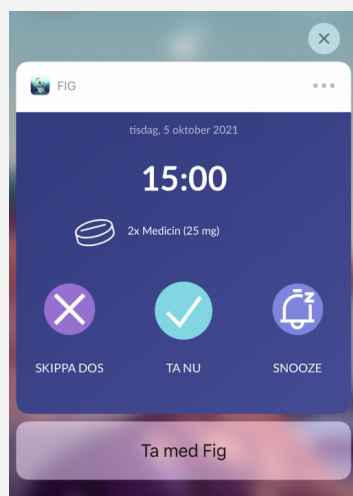 FIG
tisdag, 5 oktober 2021
15:00
2x Medicin (25 mg)
SKIPPA DOS
TA NU
SNOOZE
Ta med Fig